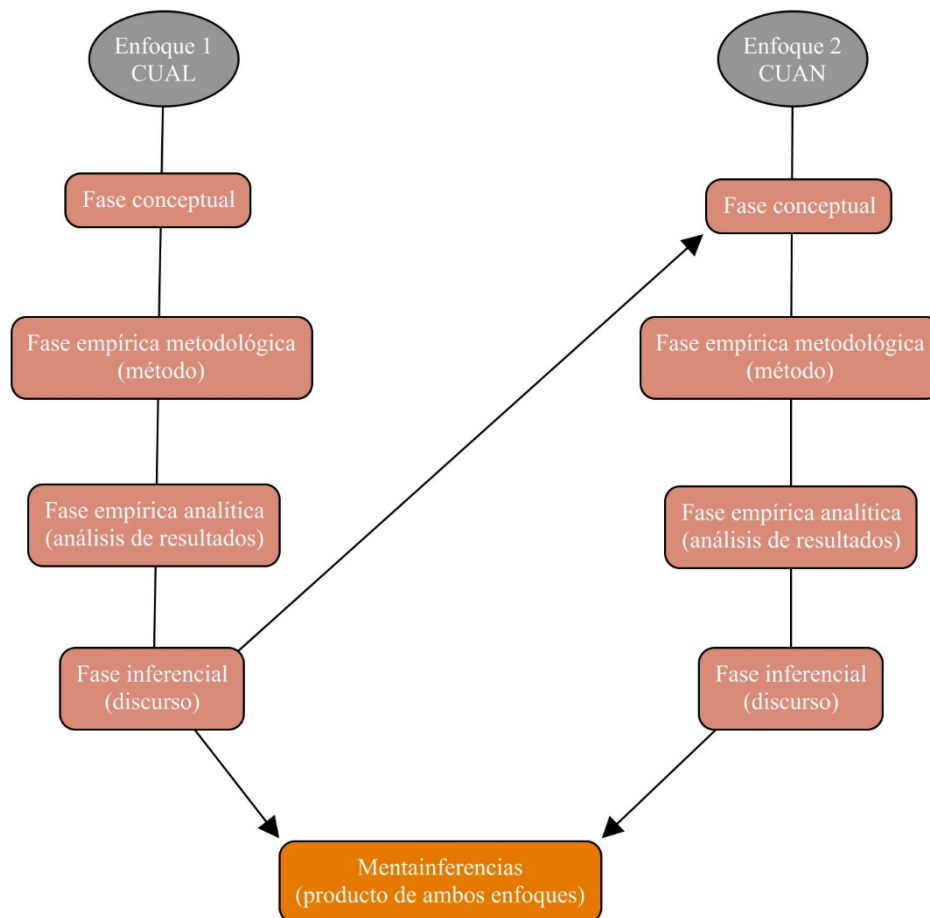 Enfoque 1
CUAL
Fase conceptual
Fase empírica metodológica
(método)
Fase empírica analítica
(análisis de resultados)
Fase inferencial
(discurso)
Enfoque 2
CUAN
Fase conceptual
Fase empírica metodológica
(método)
Fase empírica analítica
(análisis de resultados)
Fase inferencial
(discurso)
Mentainferencias
(producto de ambos enfoques)